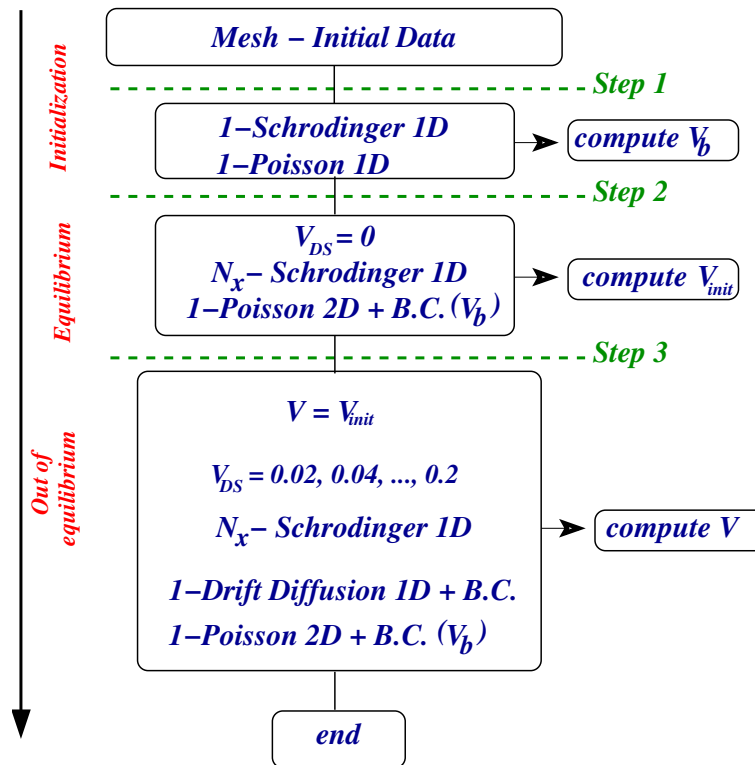 Mesh − Initial Data
Step 1
Initialization
1−Schrodinger 1D
1−Poisson 1D
compute V_b
Step 2
Equilibrium
V_DS = 0
N_x − Schrodinger 1D
1−Poisson 2D + B.C. (V_b)
compute V_init
Step 3
Out of
equilibrium
V = V_init
V_DS = 0.02, 0.04, ..., 0.2
N_x − Schrodinger 1D
1−Drift Diffusion 1D + B.C.
1−Poisson 2D + B.C. (V_b)
compute V
end